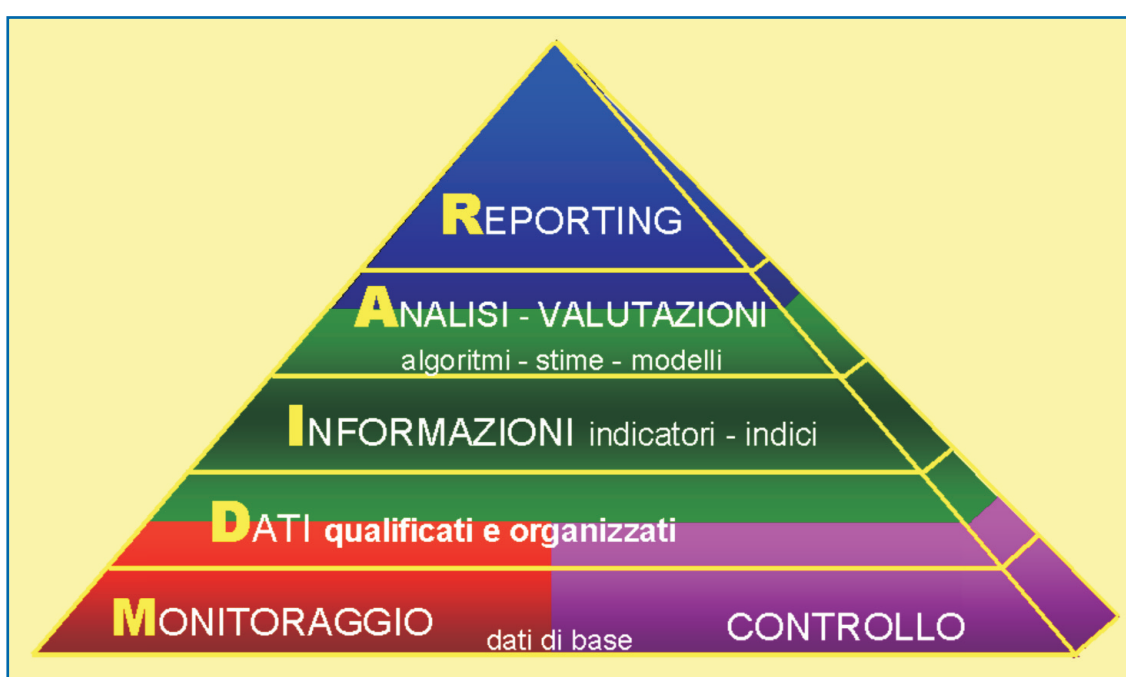 REPORTING
ANALISI - VALUTAZIONI
algoritmi - stime - modelli
INFORMAZIONI indicatori - indici
DATI qualificati e organizzati
MONITORAGGIO dati di base CONTROLLO